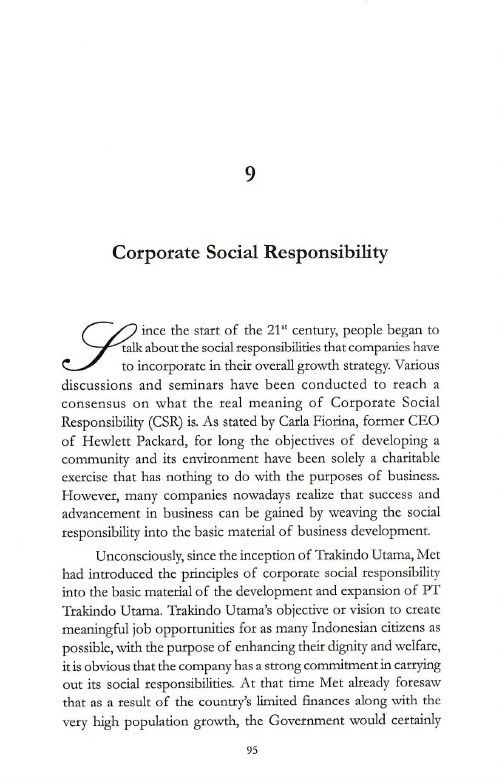 9
Corporate Social Responsibility
Since the start of the 21st century, people began to
talk about the social responsibilities that companies have
to incorporate in their overall growth strategy. Various
discussions and seminars have been conducted to reach a
consensus on what the real meaning of Corporate Social
Responsibility (CSR) is. As stated by Carla Fiorina, former CEO
of Hewlett Packard, for long the objectives of developing a
community and its environment have been solely a charitable
exercise that has nothing to do with the purposes of business.
However, many companies nowadays realize that success and
advancement in business can be gained by weaving the social
responsibility into the basic material of business development.
Unconsciously, since the inception of Trakindo Utama, Met
had introduced the principles of corporate social responsibility
into the basic material of the development and expansion of PT
Trakindo Utama. Trakindo Utama's objective or vision to create
meaningful job opportunities for as many Indonesian citizens as
possible, with the purpose of enhancing their dignity and welfare,
it is obvious that the company has a strong commitment in carrying
out its social responsibilities. At that time Met already foresaw
that as a result of the country's limited finances along with the
very high population growth, the Government would certainly
95